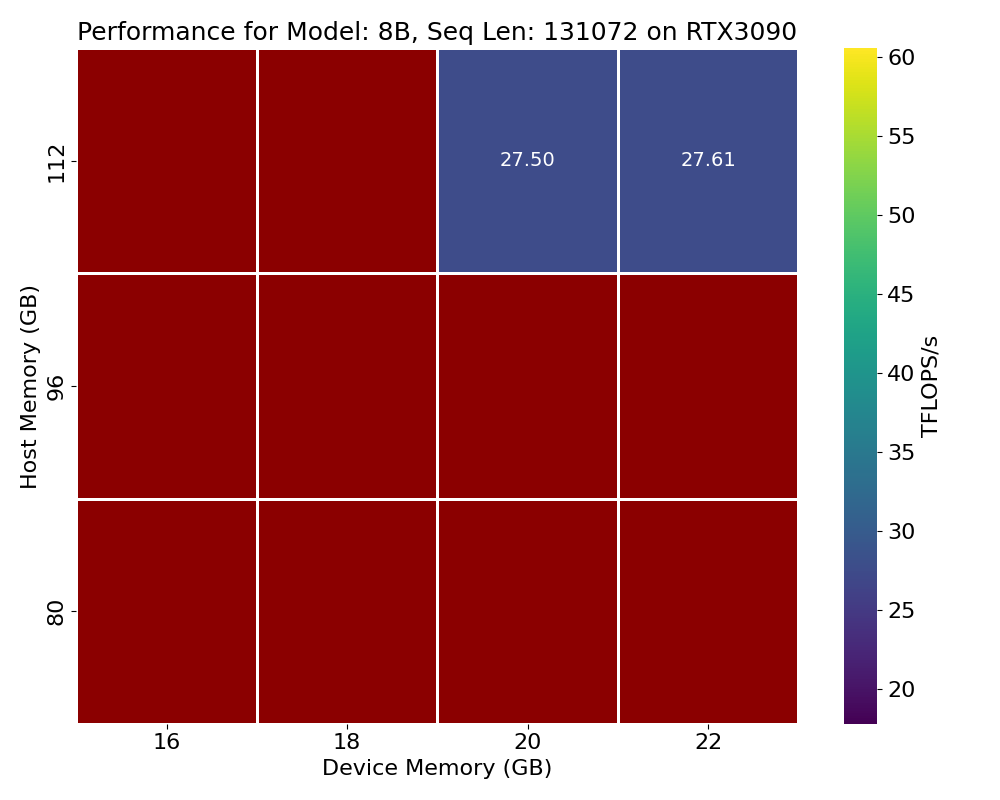 Performance for Model: 8B, Seq Len: 131072 on RTX3090
Host Memory (GB)
112
96
80
27.50 27.61
16 18 20 22
Device Memory (GB)
60
55
50
45
40
35
30
25
20
TFLOPS/s